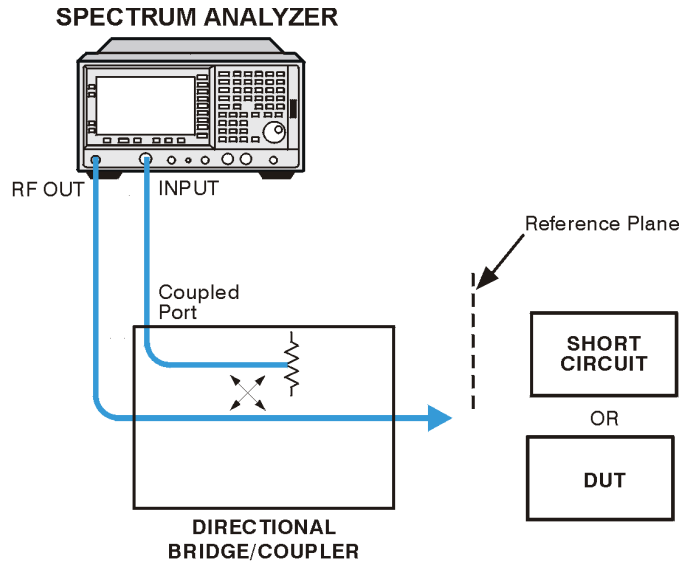 SPECTRUM ANALYZER
RF OUT
INPUT
Reference Plane
Coupled
Port
SHORT
CIRCUIT
OR
DUT
DIRECTIONAL
BRIDGE/COUPLER